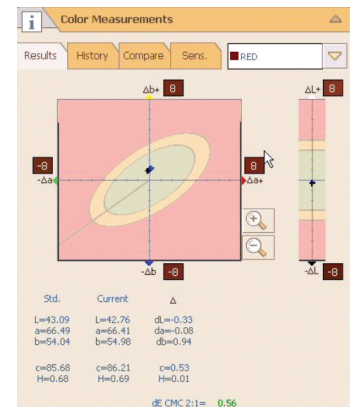 i Color Measurements
Results History Compare Sens. RED
Δb+ 8 ΔL+ 8
-8 8
-Δa Δa+
-Δb -8 -ΔL -8
Std. Current Δ
L=43.09 L=42.76 dL=-0.33
a=66.49 a=66.41 da=-0.08
b=54.04 b=54.98 db=0.94
c=85.68 c=86.21 c=0.53
H=0.68 H=0.69 H=0.01
dE CMC 2:1= 0.56